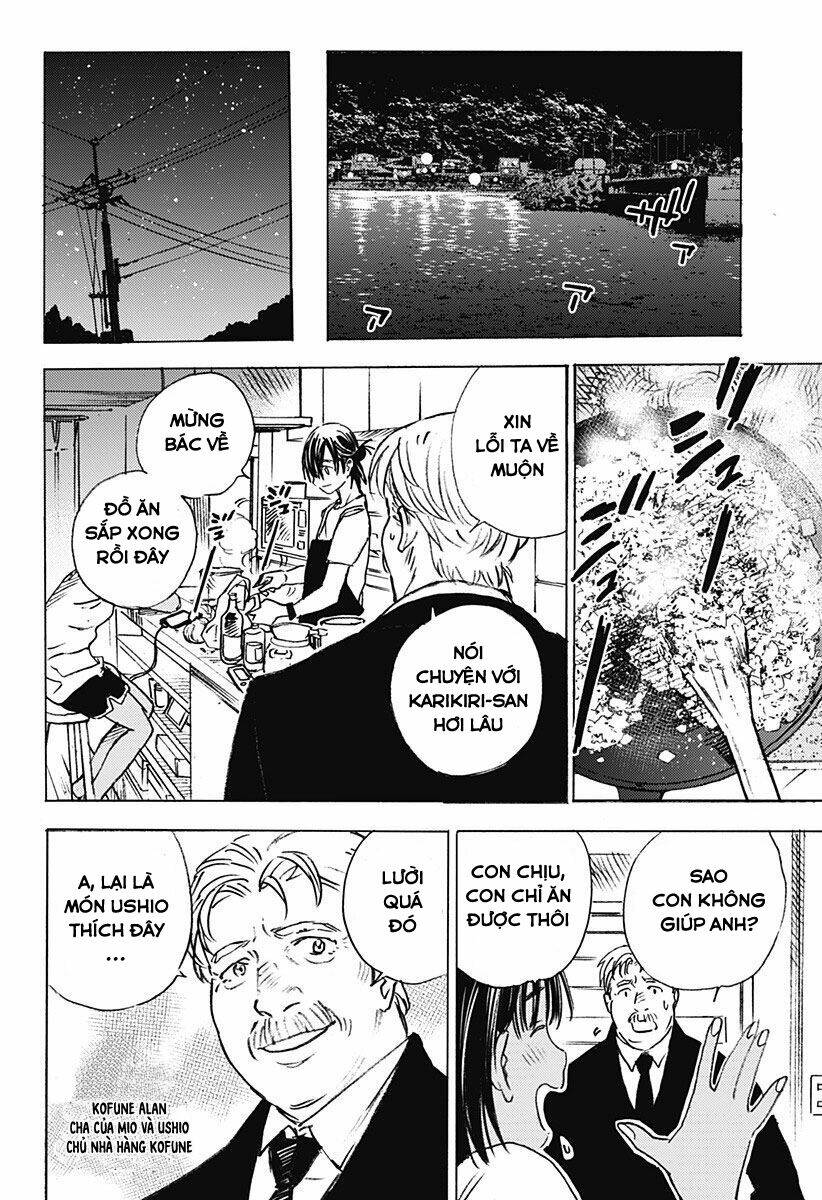 XIN
LỖI TA VỀ
MUỘN
NÓI
CHUYỆN VỚI
KARIKIRI-SAN
HƠI LÂU
MỪNG
BÁC VỀ
ĐỒ ĂN
SẮP XONG
RỒI ĐÂY
SAO
CON KHÔNG
GIÚP ANH?
CON CHỊU,
CON CHỈ ĂN
ĐƯỢC THÔI
LƯỜI
QUÁ
ĐÓ
A, LẠI LÀ
MÓN USHIO
THÍCH ĐÂY
...
KOFUNE ALAN
CHA CỦA MIO VÀ USHIO
CHỦ NHÀ HÀNG KOFUNE